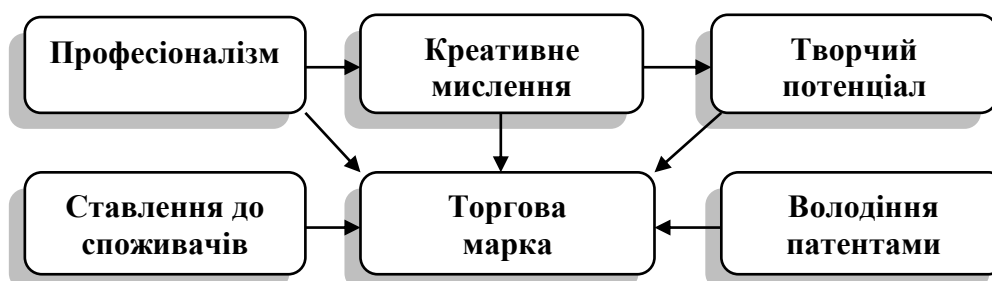 Професіоналізм
Креативне
мислення
Творчий
потенціал
Ставлення до
споживачів
Торгова
марка
Володіння
патентами